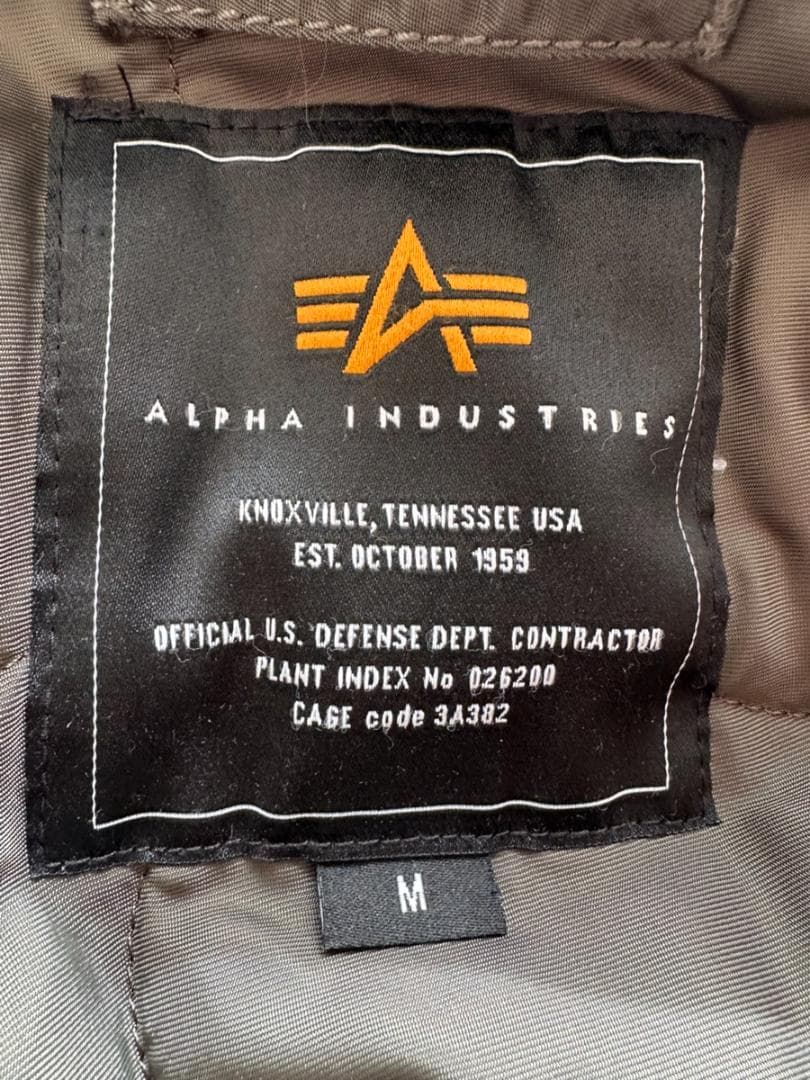 ALPHA INDUSTRIES
KNOXVILLE, TENNESSEE USA
EST. OCTOBER 1959
OFFICIAL U.S. DEFENSE DEPT. CONTRACTOR
PLANT INDEX No 026200
CAGE code 3A382
M